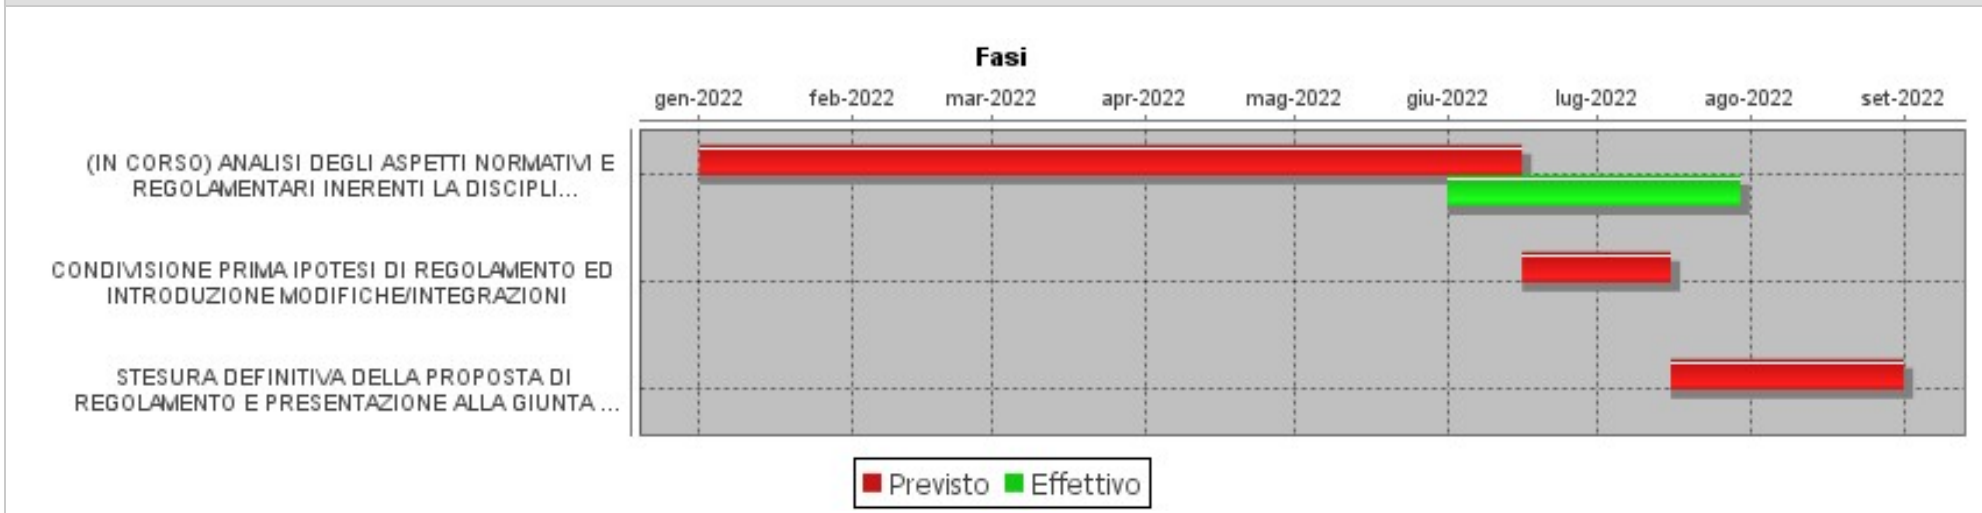 Fasi
gen-2022 feb-2022 mar-2022 apr-2022 mag-2022 giu-2022 lug-2022 ago-2022 set-2022
(IN CORSO) ANALISI DEGLI ASPETTI NORMATIVI E
REGOLAMENTARI INERENTI LA DISCIPLI...
CONDIVISIONE PRIMA IPOTESI DI REGOLAMENTO ED
INTRODUZIONE MODIFICHE/INTEGRAZIONI
STESURA DEFINITIVA DELLA PROPOSTA DI
REGOLAMENTO E PRESENTAZIONE ALLA GIUNTA ...
Previsto Effettivo